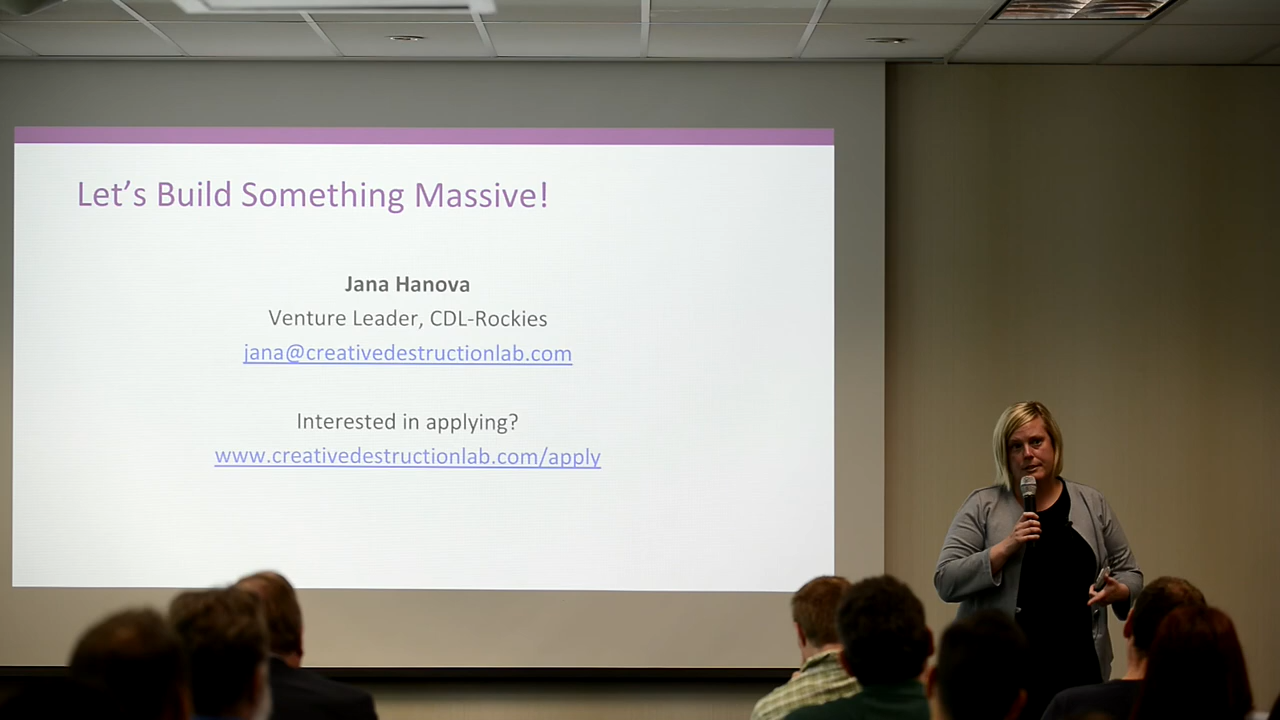 Let's Build Something Massive!
Jana Hanova
Venture Leader, CDL-Rockies
jana@creativedestructionlab.com
Interested in applying?
www.creativedestructionlab.com/apply